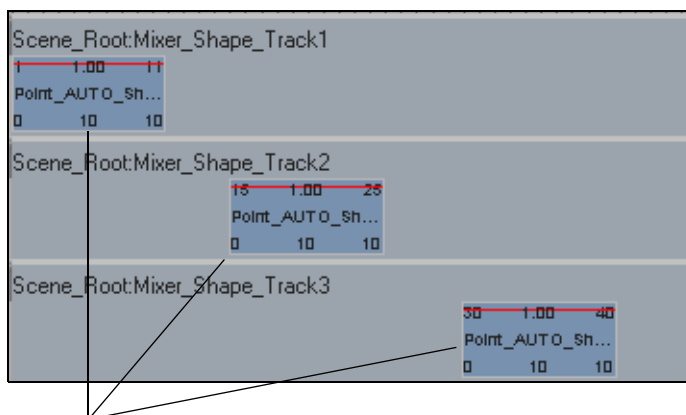 Scene_Root:Mixer_Shape_Track1
1 1.00 11
Point_AUTO_Sh...
0 10 10
Scene_Root:Mixer_Shape_Track2
15 1.00 25
Point_AUTO_Sh...
0 10 10
Scene_Root:Mixer_Shape_Track3
30 1.00 40
Point_AUTO_Sh...
0 10 10